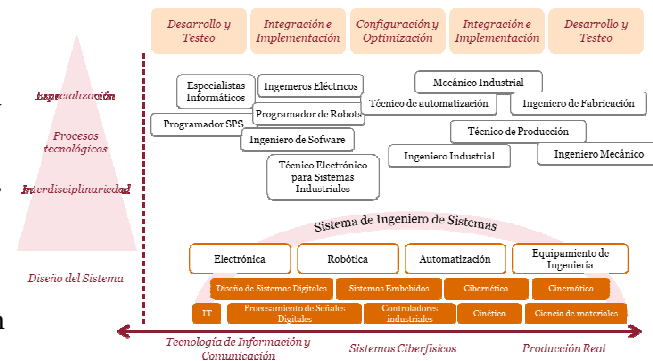 Desarrollo y
Testeo
Integración e
Implementación
Configuración y
Optimización
Integración e
Implementación
Desarrollo y
Testeo
Especialización
Procesos
tecnológicos
Interdisciplinariedad
Diseño del Sistema
Especialistas
Informáticos
Ingenieros Eléctricos
Mecánico Industrial
Programador de Robots
Técnico de automatización
Ingeniero de Fabricación
Programador SPS
Ingeniero de Sofware
Técnico de Producción
Técnico Electrónico
para Sistemas
Industriales
Ingeniero Industrial
Ingeniero Mecánico
Sistema de Ingeniero de Sistemas
Electrónica
Robótica
Automatización
Equipamiento de
Ingeniería
Diseño de Sistemas Digitales
Sistemas Embebidos
Cibernética
Cinemática
IT
Procesamiento de Señales
Digitales
Controladores
industriales
Cinética
Ciencia de materiales
Tecnología de Información y
Comunicación
Sistemas Ciberfísicos
Producción Real
n